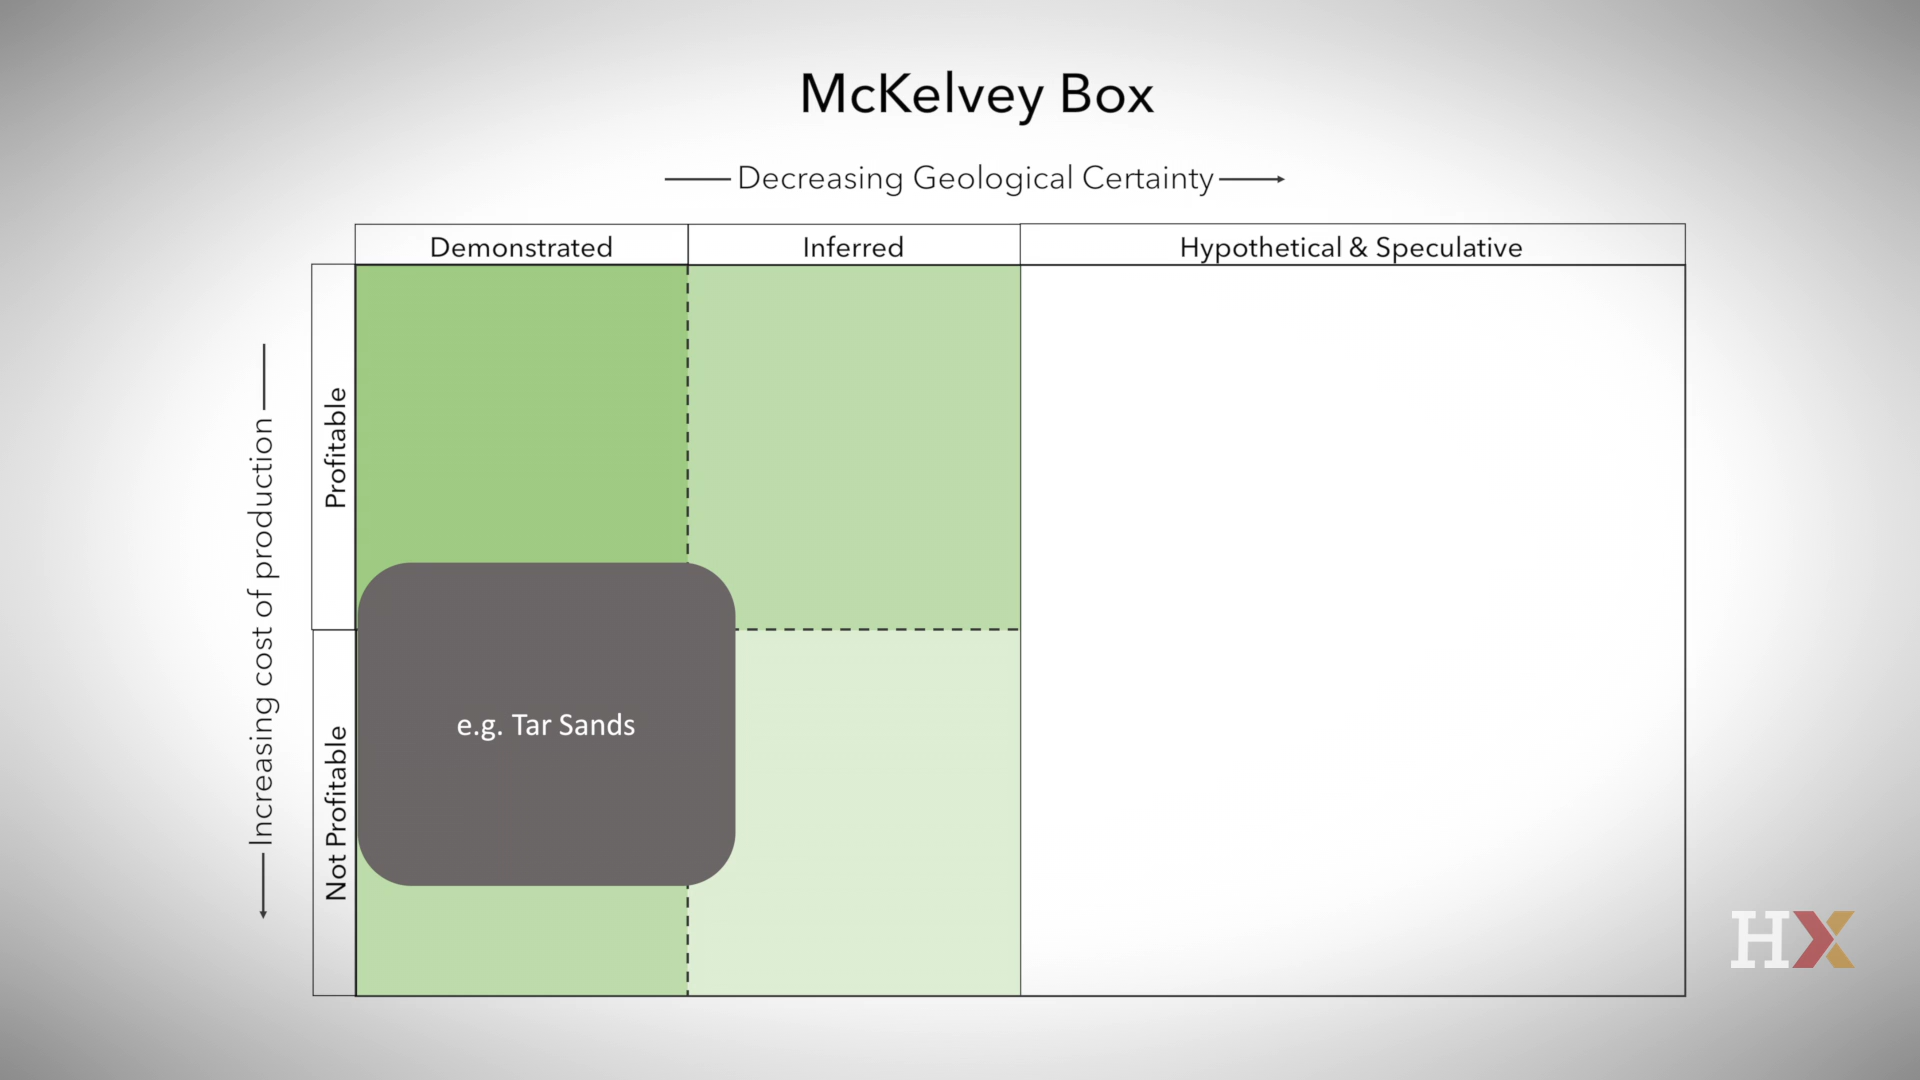 McKelvey Box
Decreasing Geological Certainty
Demonstrated
Inferred
Hypothetical & Speculative
Increasing cost of production
Profitable
Not Profitable
e.g. Tar Sands
HX